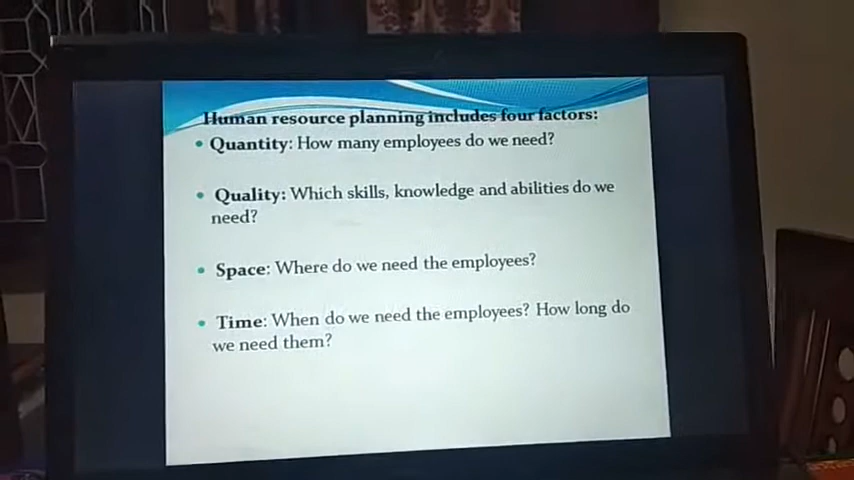 Human resource planning includes four factors:
• Quantity: How many employees do we need?
• Quality: Which skills, knowledge and abilities do we
need?
• Space: Where do we need the employees?
• Time: When do we need the employees? How long do
we need them?